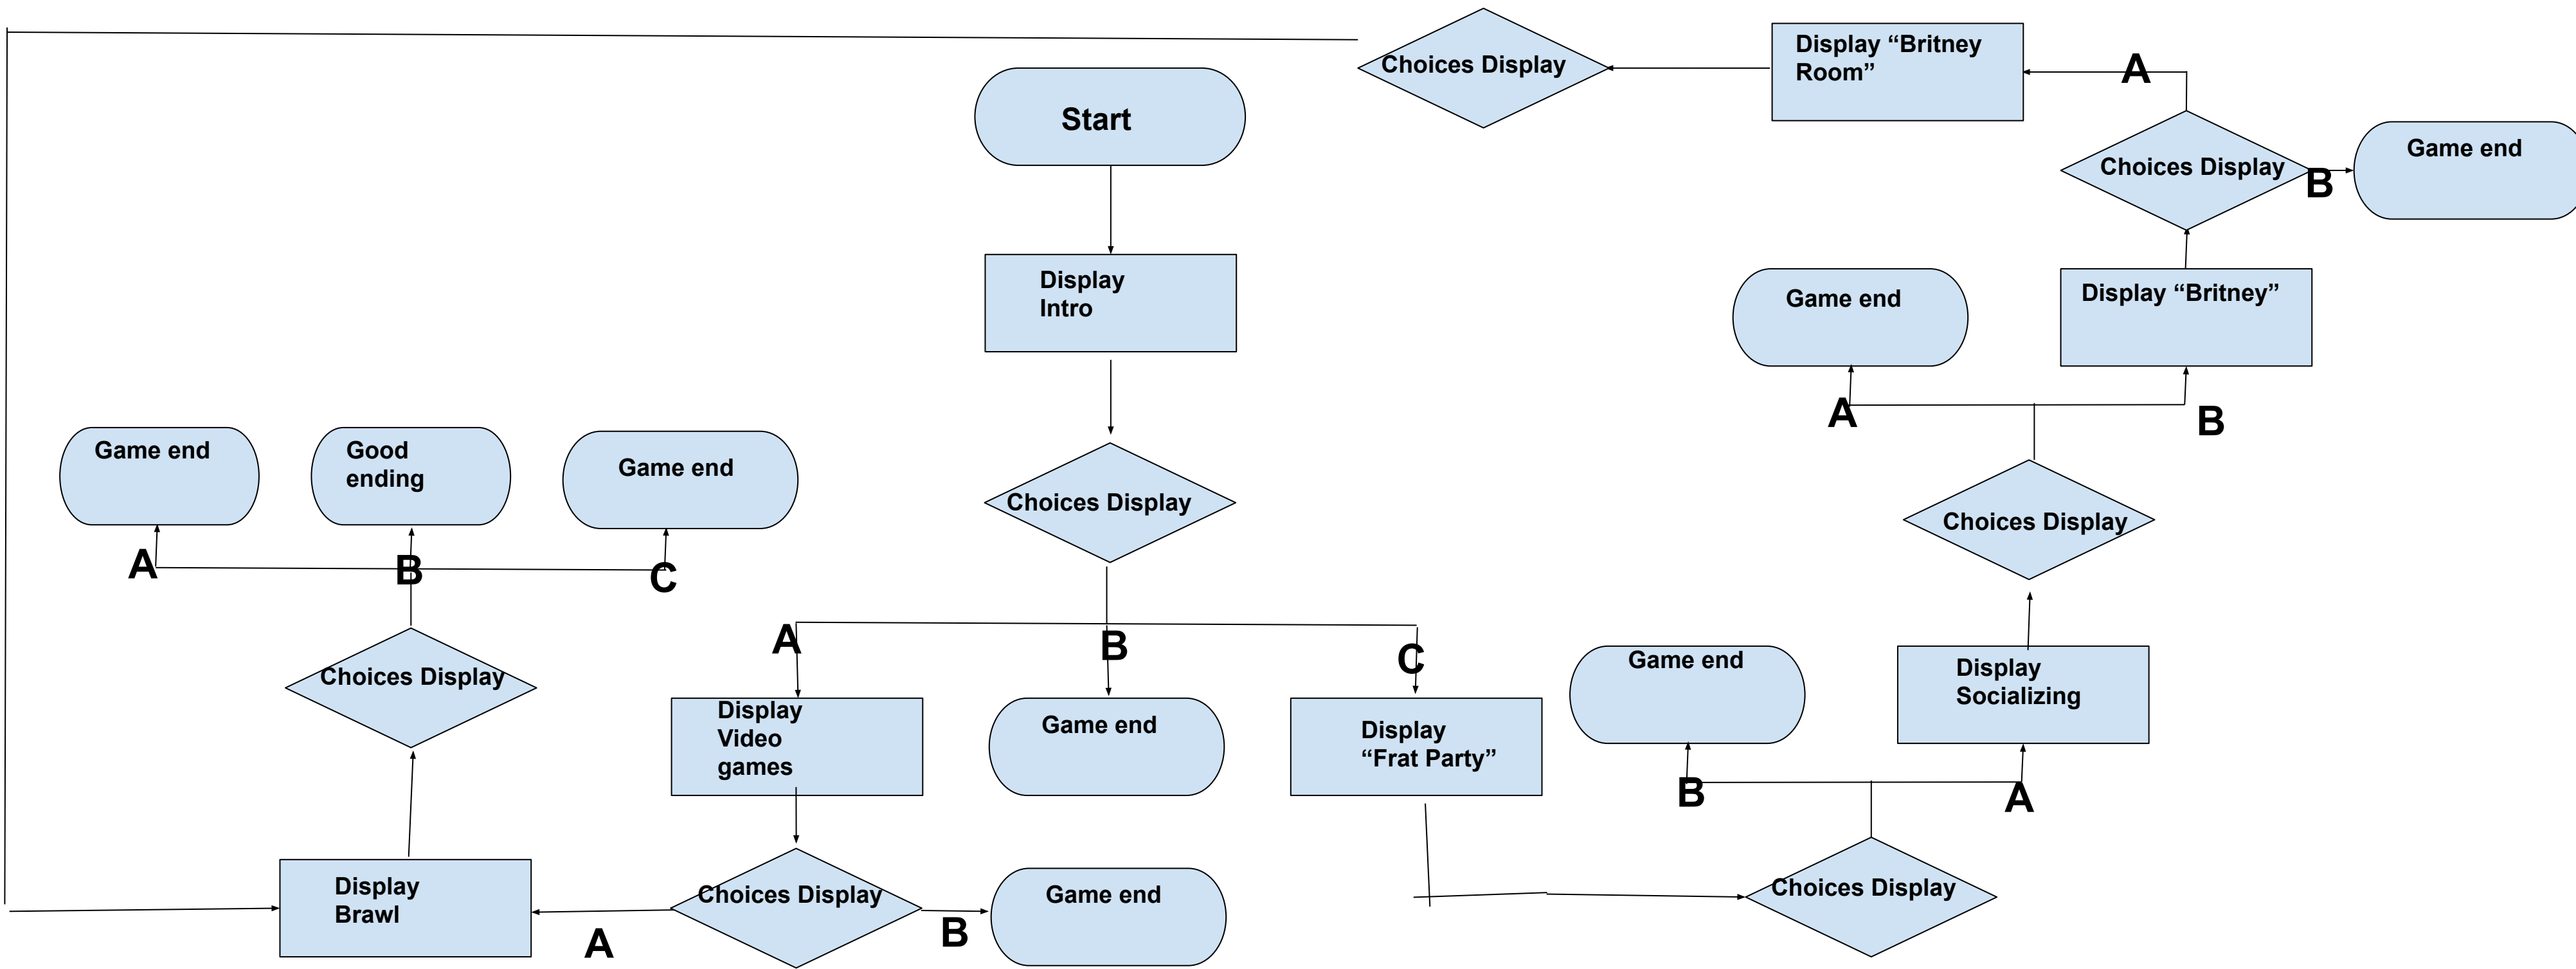 Choices Display
Display “Britney
Room”
A
Start
Choices Display
B
Game end
Display
Intro
Game end
Display “Britney”
A
B
Game end
Good
ending
Game end
Choices Display
Choices Display
A
B
C
A
B
C
Choices Display
Game end
Display
Socializing
Display
Video
games
Game end
Display
“Frat Party”
B
A
Display
Brawl
Choices Display
Game end
Choices Display
A
B